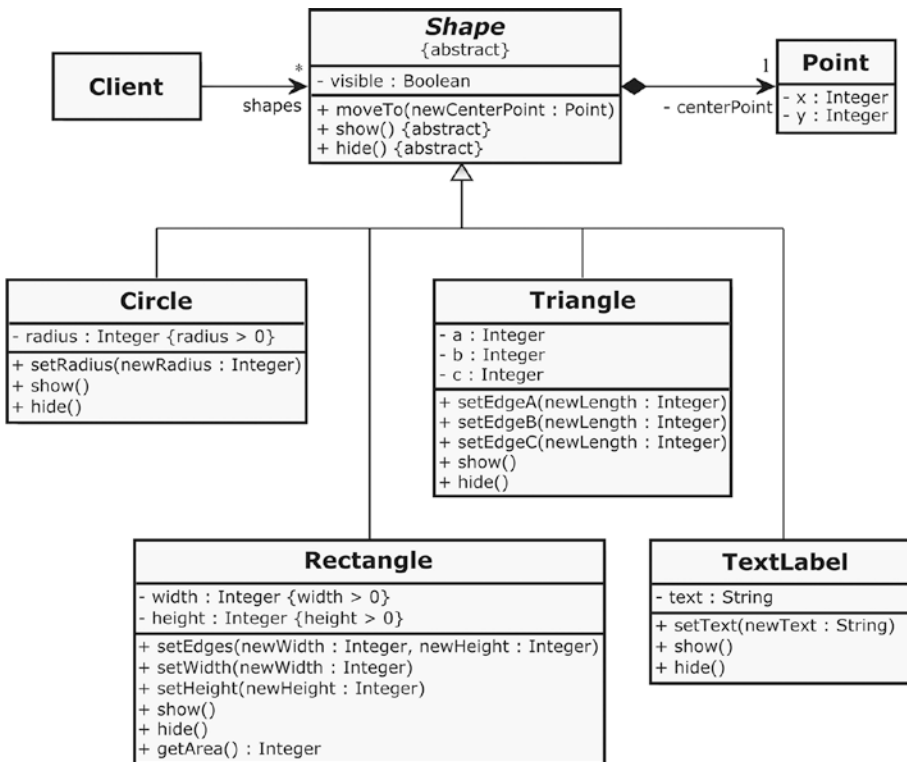 Shape
{abstract}
- visible : Boolean
+ moveTo(newCenterPoint : Point)
+ show() {abstract}
+ hide() {abstract}
Client
*
shapes
1
- centerPoint
Point
- x : Integer
- y : Integer
Circle
- radius : Integer {radius > 0}
+ setRadius(newRadius : Integer)
+ show()
+ hide()
Triangle
- a : Integer
- b : Integer
- c : Integer
+ setEdgeA(newLength : Integer)
+ setEdgeB(newLength : Integer)
+ setEdgeC(newLength : Integer)
+ show()
+ hide()
Rectangle
- width : Integer {width > 0}
- height : Integer {height > 0}
+ setEdges(newWidth : Integer, newHeight : Integer)
+ setWidth(newWidth : Integer)
+ setHeight(newHeight : Integer)
+ show()
+ hide()
+ getArea() : Integer
TextLabel
- text : String
+ setText(newText : String)
+ show()
+ hide()